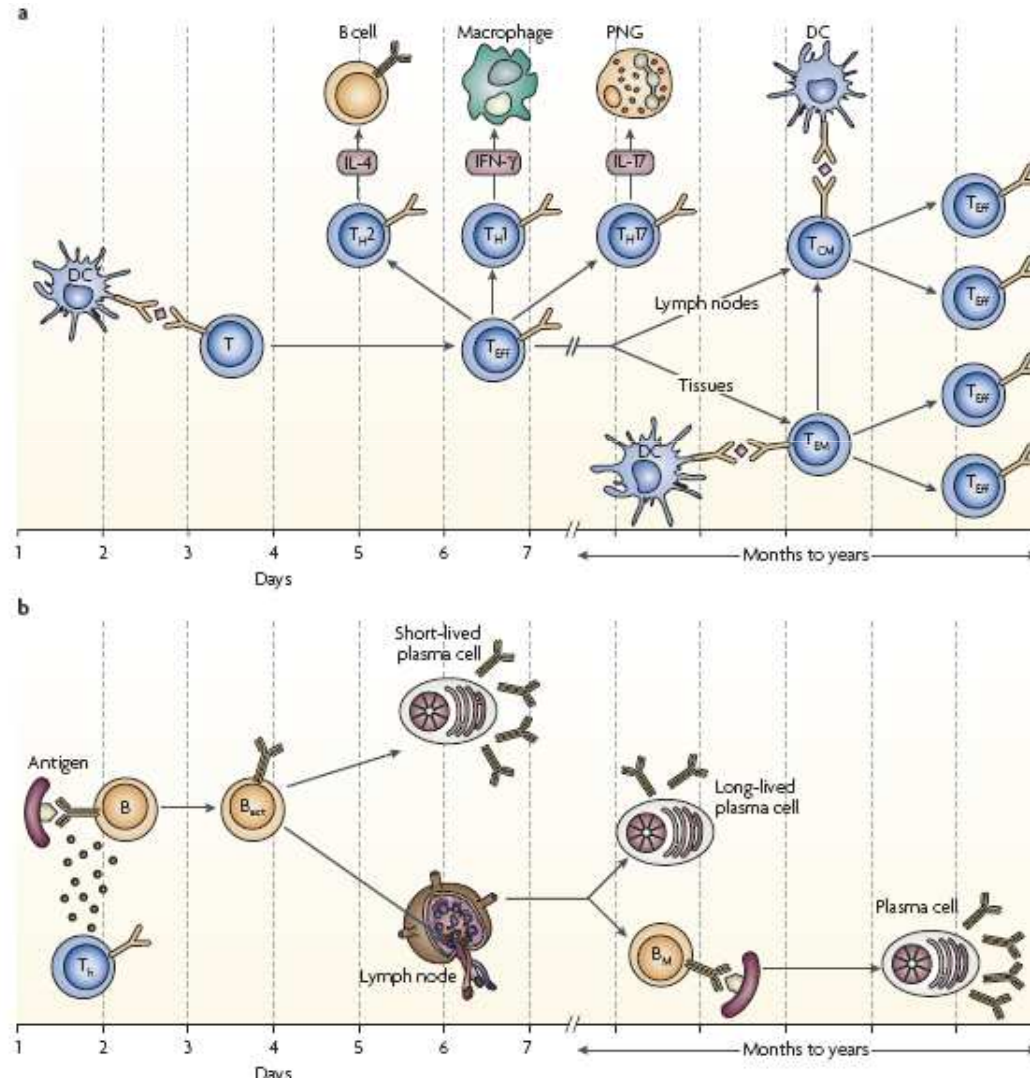 a
B cell
Macrophage
PNG
DC
IL-4
IFN-γ
IL-17
TH2
TH1
TH17
TCM
TEff
DC
T
TEff
Lymph nodes
TEff
Tissues
TEff
DC
TEM
TEff
1 2 3 4 5 6 7
Months to years
Days
b
Short-lived
plasma cell
Antigen
B
Bact
Long-lived
plasma cell
Plasma cell
Th
Lymph node
BM
1 2 3 4 5 6 7
Months to years
Days